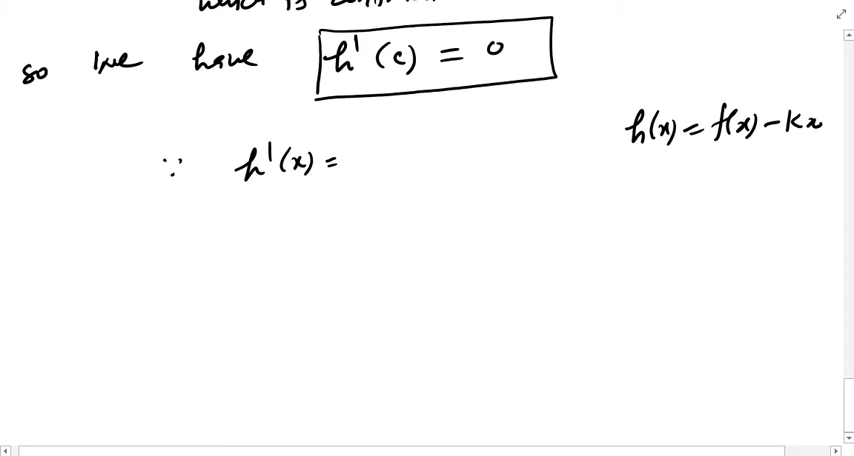 so we have h'(c) = 0
h(x) = f(x) - kx
∵ h'(x) =